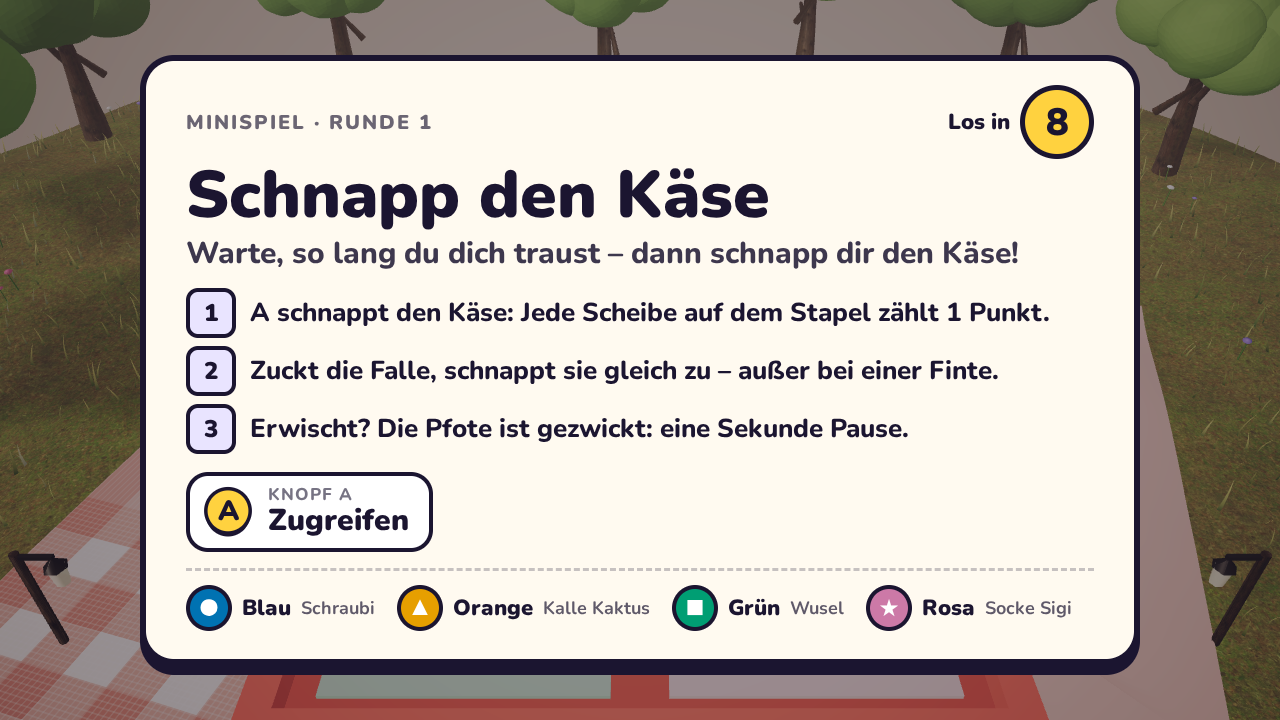 MINISPIEL · RUNDE 1
Los in 8
Schnapp den Käse
Warte, so lang du dich traust – dann schnapp dir den Käse!
1 A schnappt den Käse: Jede Scheibe auf dem Stapel zählt 1 Punkt.
2 Zuckt die Falle, schnappt sie gleich zu – außer bei einer Finte.
3 Erwischt? Die Pfote ist gezwickt: eine Sekunde Pause.
KNOPF A
A Zugreifen
Blau Schraubi Orange Kalle Kaktus Grün Wusel Rosa Socke Sigi